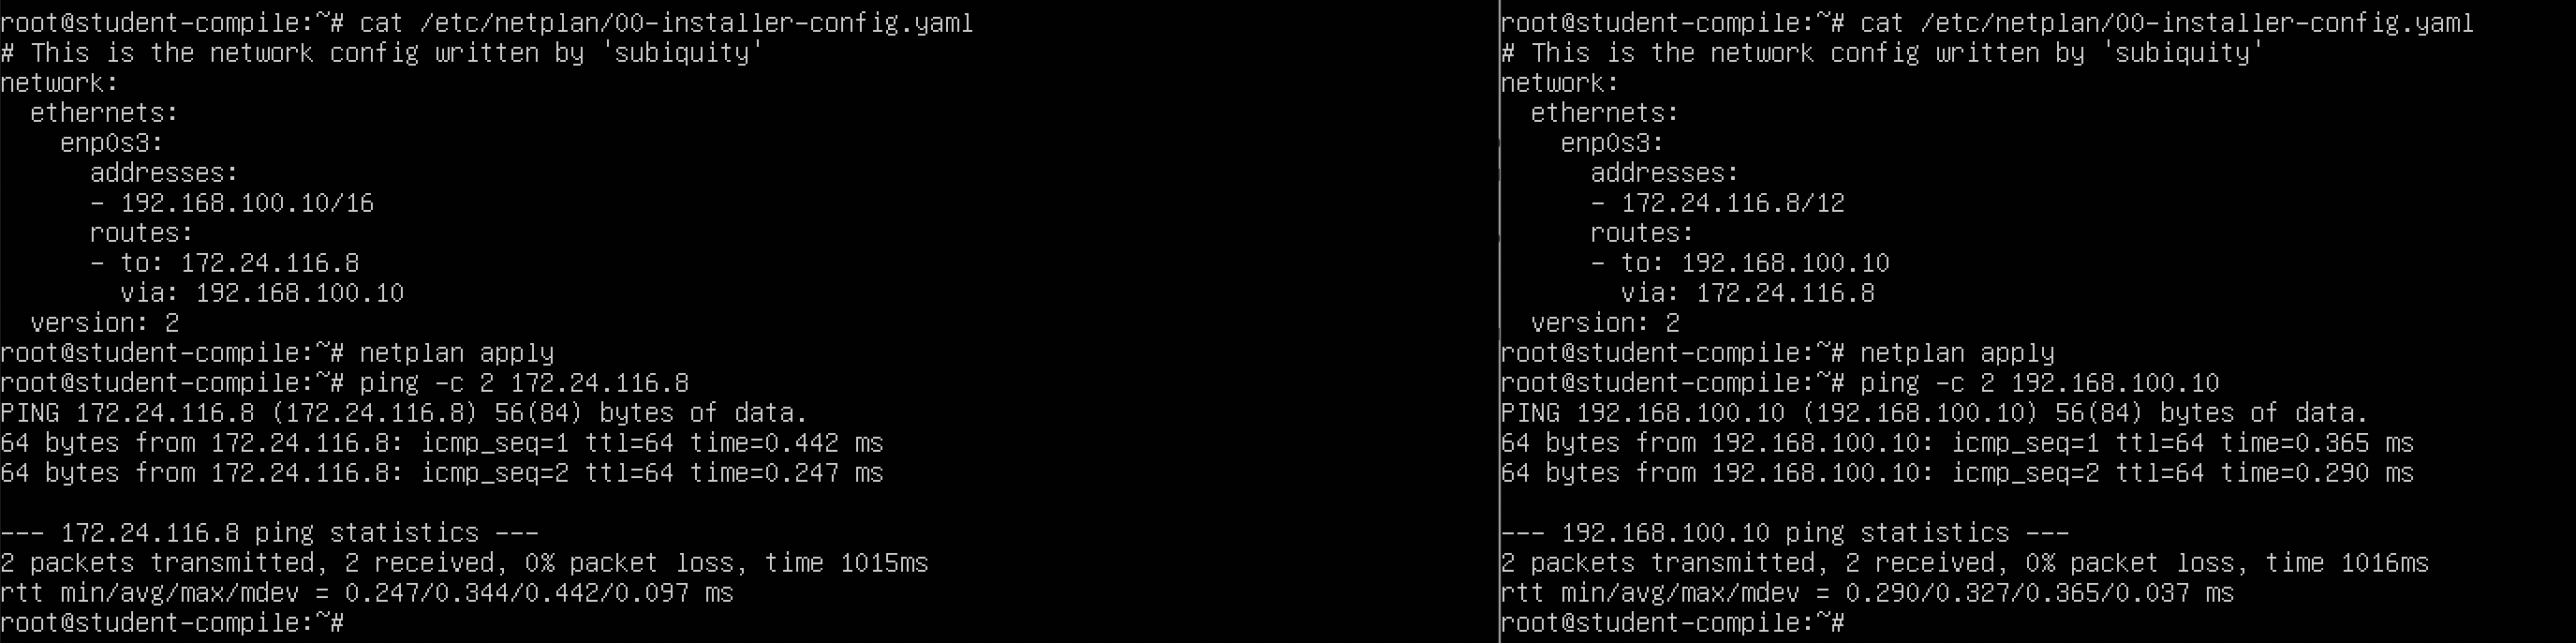 root@student-compile:~# cat /etc/netplan/00-installer-config.yaml
# This is the network config written by 'subiquity'
network:
  ethernets:
    enp0s3:
      addresses:
      - 192.168.100.10/16
      routes:
      - to: 172.24.116.8
        via: 192.168.100.10
  version: 2
root@student-compile:~# netplan apply
root@student-compile:~# ping -c 2 172.24.116.8
PING 172.24.116.8 (172.24.116.8) 56(84) bytes of data.
64 bytes from 172.24.116.8: icmp_seq=1 ttl=64 time=0.442 ms
64 bytes from 172.24.116.8: icmp_seq=2 ttl=64 time=0.247 ms

--- 172.24.116.8 ping statistics ---
2 packets transmitted, 2 received, 0% packet loss, time 1015ms
rtt min/avg/max/mdev = 0.247/0.344/0.442/0.097 ms
root@student-compile:~#
root@student-compile:~# cat /etc/netplan/00-installer-config.yaml
# This is the network config written by 'subiquity'
network:
  ethernets:
    enp0s3:
      addresses:
      - 172.24.116.8/12
      routes:
      - to: 192.168.100.10
        via: 172.24.116.8
  version: 2
root@student-compile:~# netplan apply
root@student-compile:~# ping -c 2 192.168.100.10
PING 192.168.100.10 (192.168.100.10) 56(84) bytes of data.
64 bytes from 192.168.100.10: icmp_seq=1 ttl=64 time=0.365 ms
64 bytes from 192.168.100.10: icmp_seq=2 ttl=64 time=0.290 ms

--- 192.168.100.10 ping statistics ---
2 packets transmitted, 2 received, 0% packet loss, time 1016ms
rtt min/avg/max/mdev = 0.290/0.327/0.365/0.037 ms
root@student-compile:~#